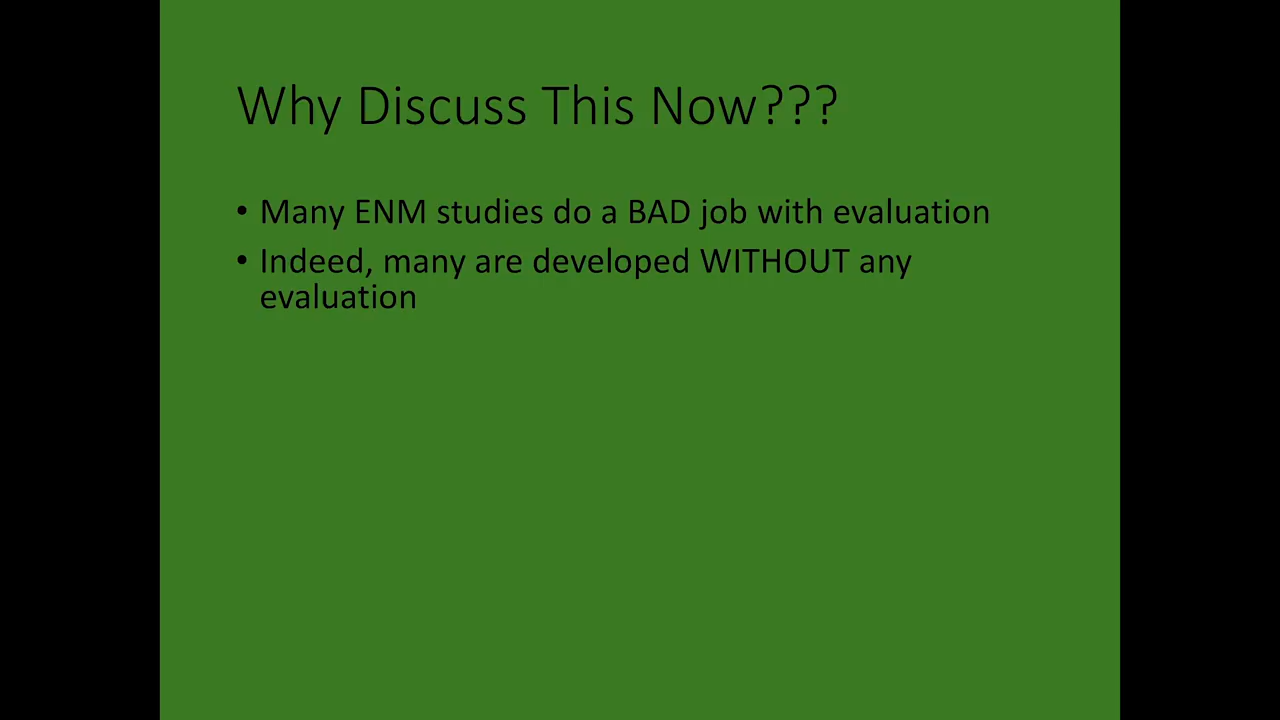 Why Discuss This Now???
• Many ENM studies do a BAD job with evaluation
• Indeed, many are developed WITHOUT any
evaluation